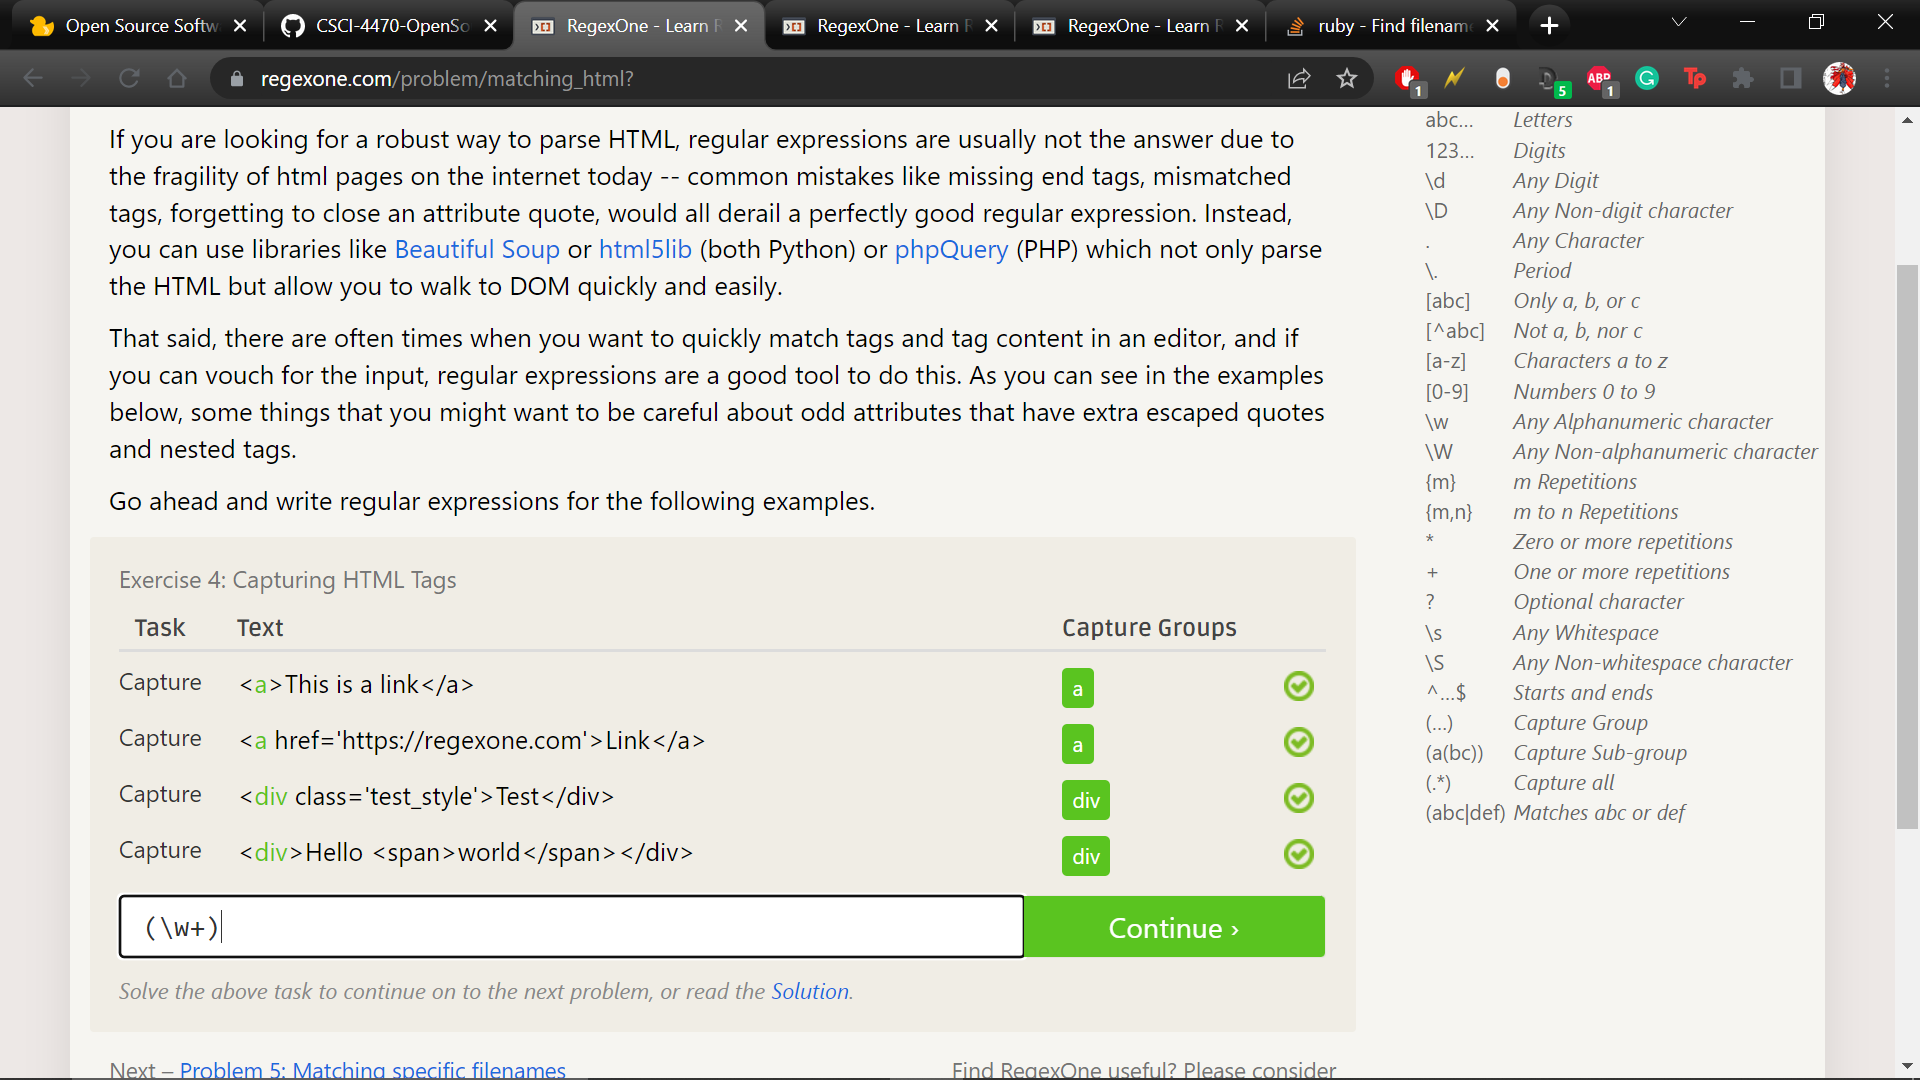 Open Source Softw
CSCI-4470-OpenSo
RegexOne - Learn R
RegexOne - Learn R
RegexOne - Learn R
ruby - Find filename
regexone.com/problem/matching_html?
1
5
ABP
1
G
Tp
If you are looking for a robust way to parse HTML, regular expressions are usually not the answer due to
the fragility of html pages on the internet today -- common mistakes like missing end tags, mismatched
tags, forgetting to close an attribute quote, would all derail a perfectly good regular expression. Instead,
you can use libraries like Beautiful Soup or html5lib (both Python) or phpQuery (PHP) which not only parse
the HTML but allow you to walk to DOM quickly and easily.
That said, there are often times when you want to quickly match tags and tag content in an editor, and if
you can vouch for the input, regular expressions are a good tool to do this. As you can see in the examples
below, some things that you might want to be careful about odd attributes that have extra escaped quotes
and nested tags.
Go ahead and write regular expressions for the following examples.
Exercise 4: Capturing HTML Tags
Task Text Capture Groups
Capture <a>This is a link</a> a
Capture <a href='https://regexone.com'>Link</a> a
Capture <div class='test_style'>Test</div> div
Capture <div>Hello <span>world</span></div> div
(\w+)
Continue ›
Solve the above task to continue on to the next problem, or read the Solution.
Next – Problem 5: Matching specific filenames
Find RegexOne useful? Please consider
abc... Letters
123... Digits
\d Any Digit
\D Any Non-digit character
. Any Character
\. Period
[abc] Only a, b, or c
[^abc] Not a, b, nor c
[a-z] Characters a to z
[0-9] Numbers 0 to 9
\w Any Alphanumeric character
\W Any Non-alphanumeric character
{m} m Repetitions
{m,n} m to n Repetitions
* Zero or more repetitions
+ One or more repetitions
? Optional character
\s Any Whitespace
\S Any Non-whitespace character
^...$ Starts and ends
(...) Capture Group
(a(bc)) Capture Sub-group
(.*) Capture all
(abc|def) Matches abc or def